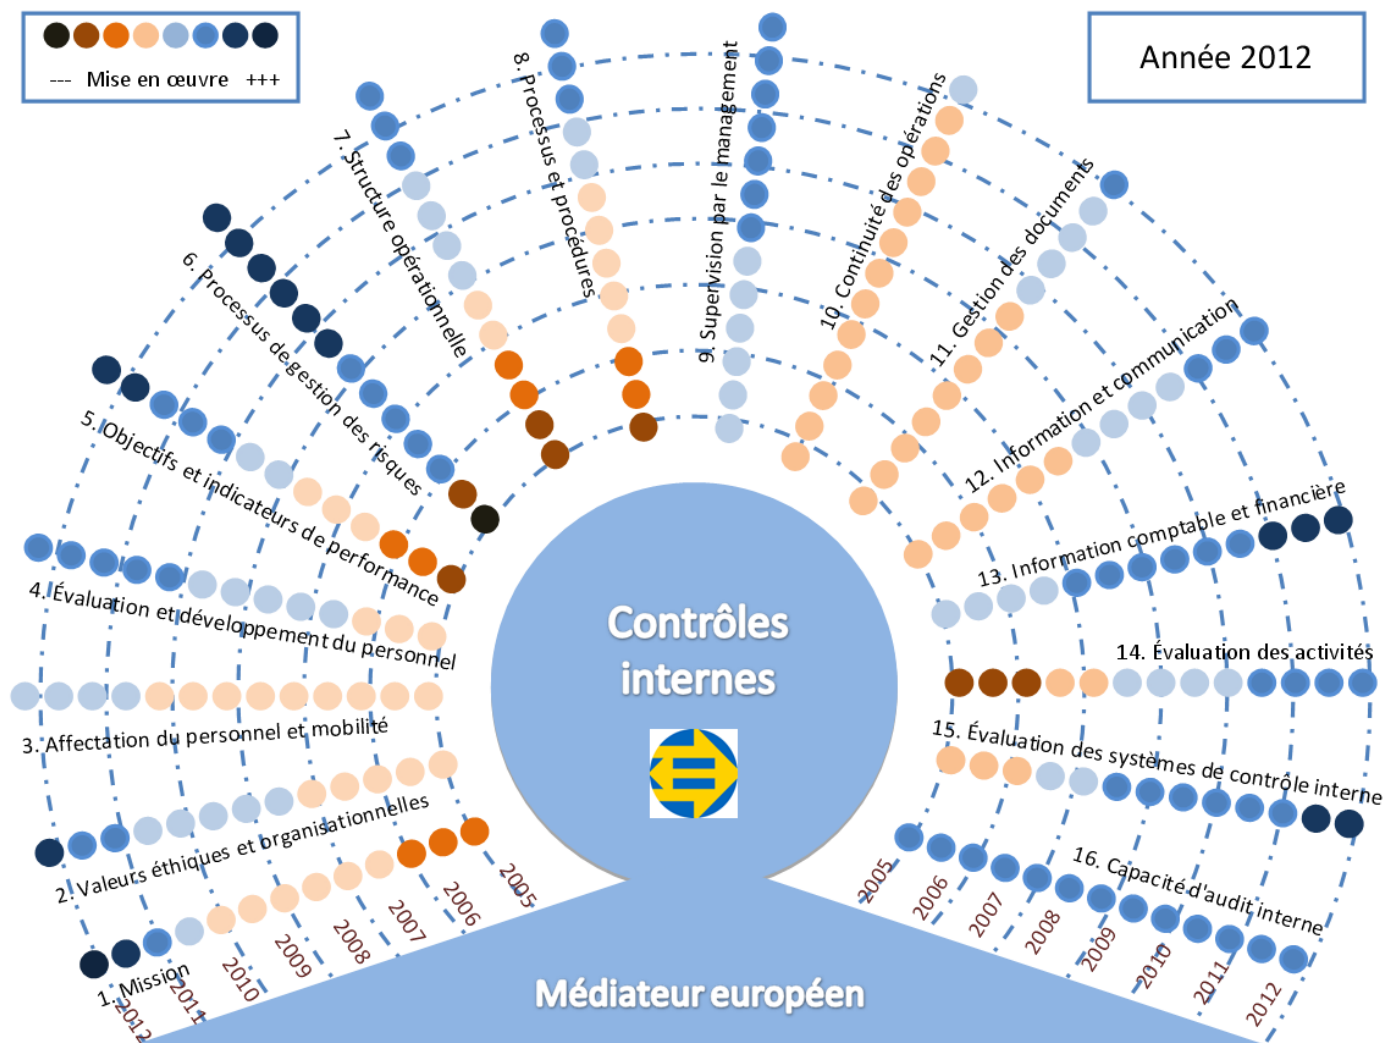 --- Mise en œuvre +++
Année 2012
1. Mission
2. Valeurs éthiques et organisationnelles
3. Affectation du personnel et mobilité
4. Évaluation et développement du personnel
5. Objectifs et indicateurs de performance
6. Processus de gestion des risques
7. Structure opérationnelle
8. Processus et procédures
9. Supervision par le management
10. Continuité des opérations
11. Gestion des documents
12. Information et communication
13. Information comptable et financière
14. Évaluation des activités
15. Évaluation des systèmes de contrôle interne
16. Capacité d'audit interne
Contrôles
internes
2012
2011
2010
2009
2008
2007
2006
2005
2005
2006
2007
2008
2009
2010
2011
2012
Médiateur européen